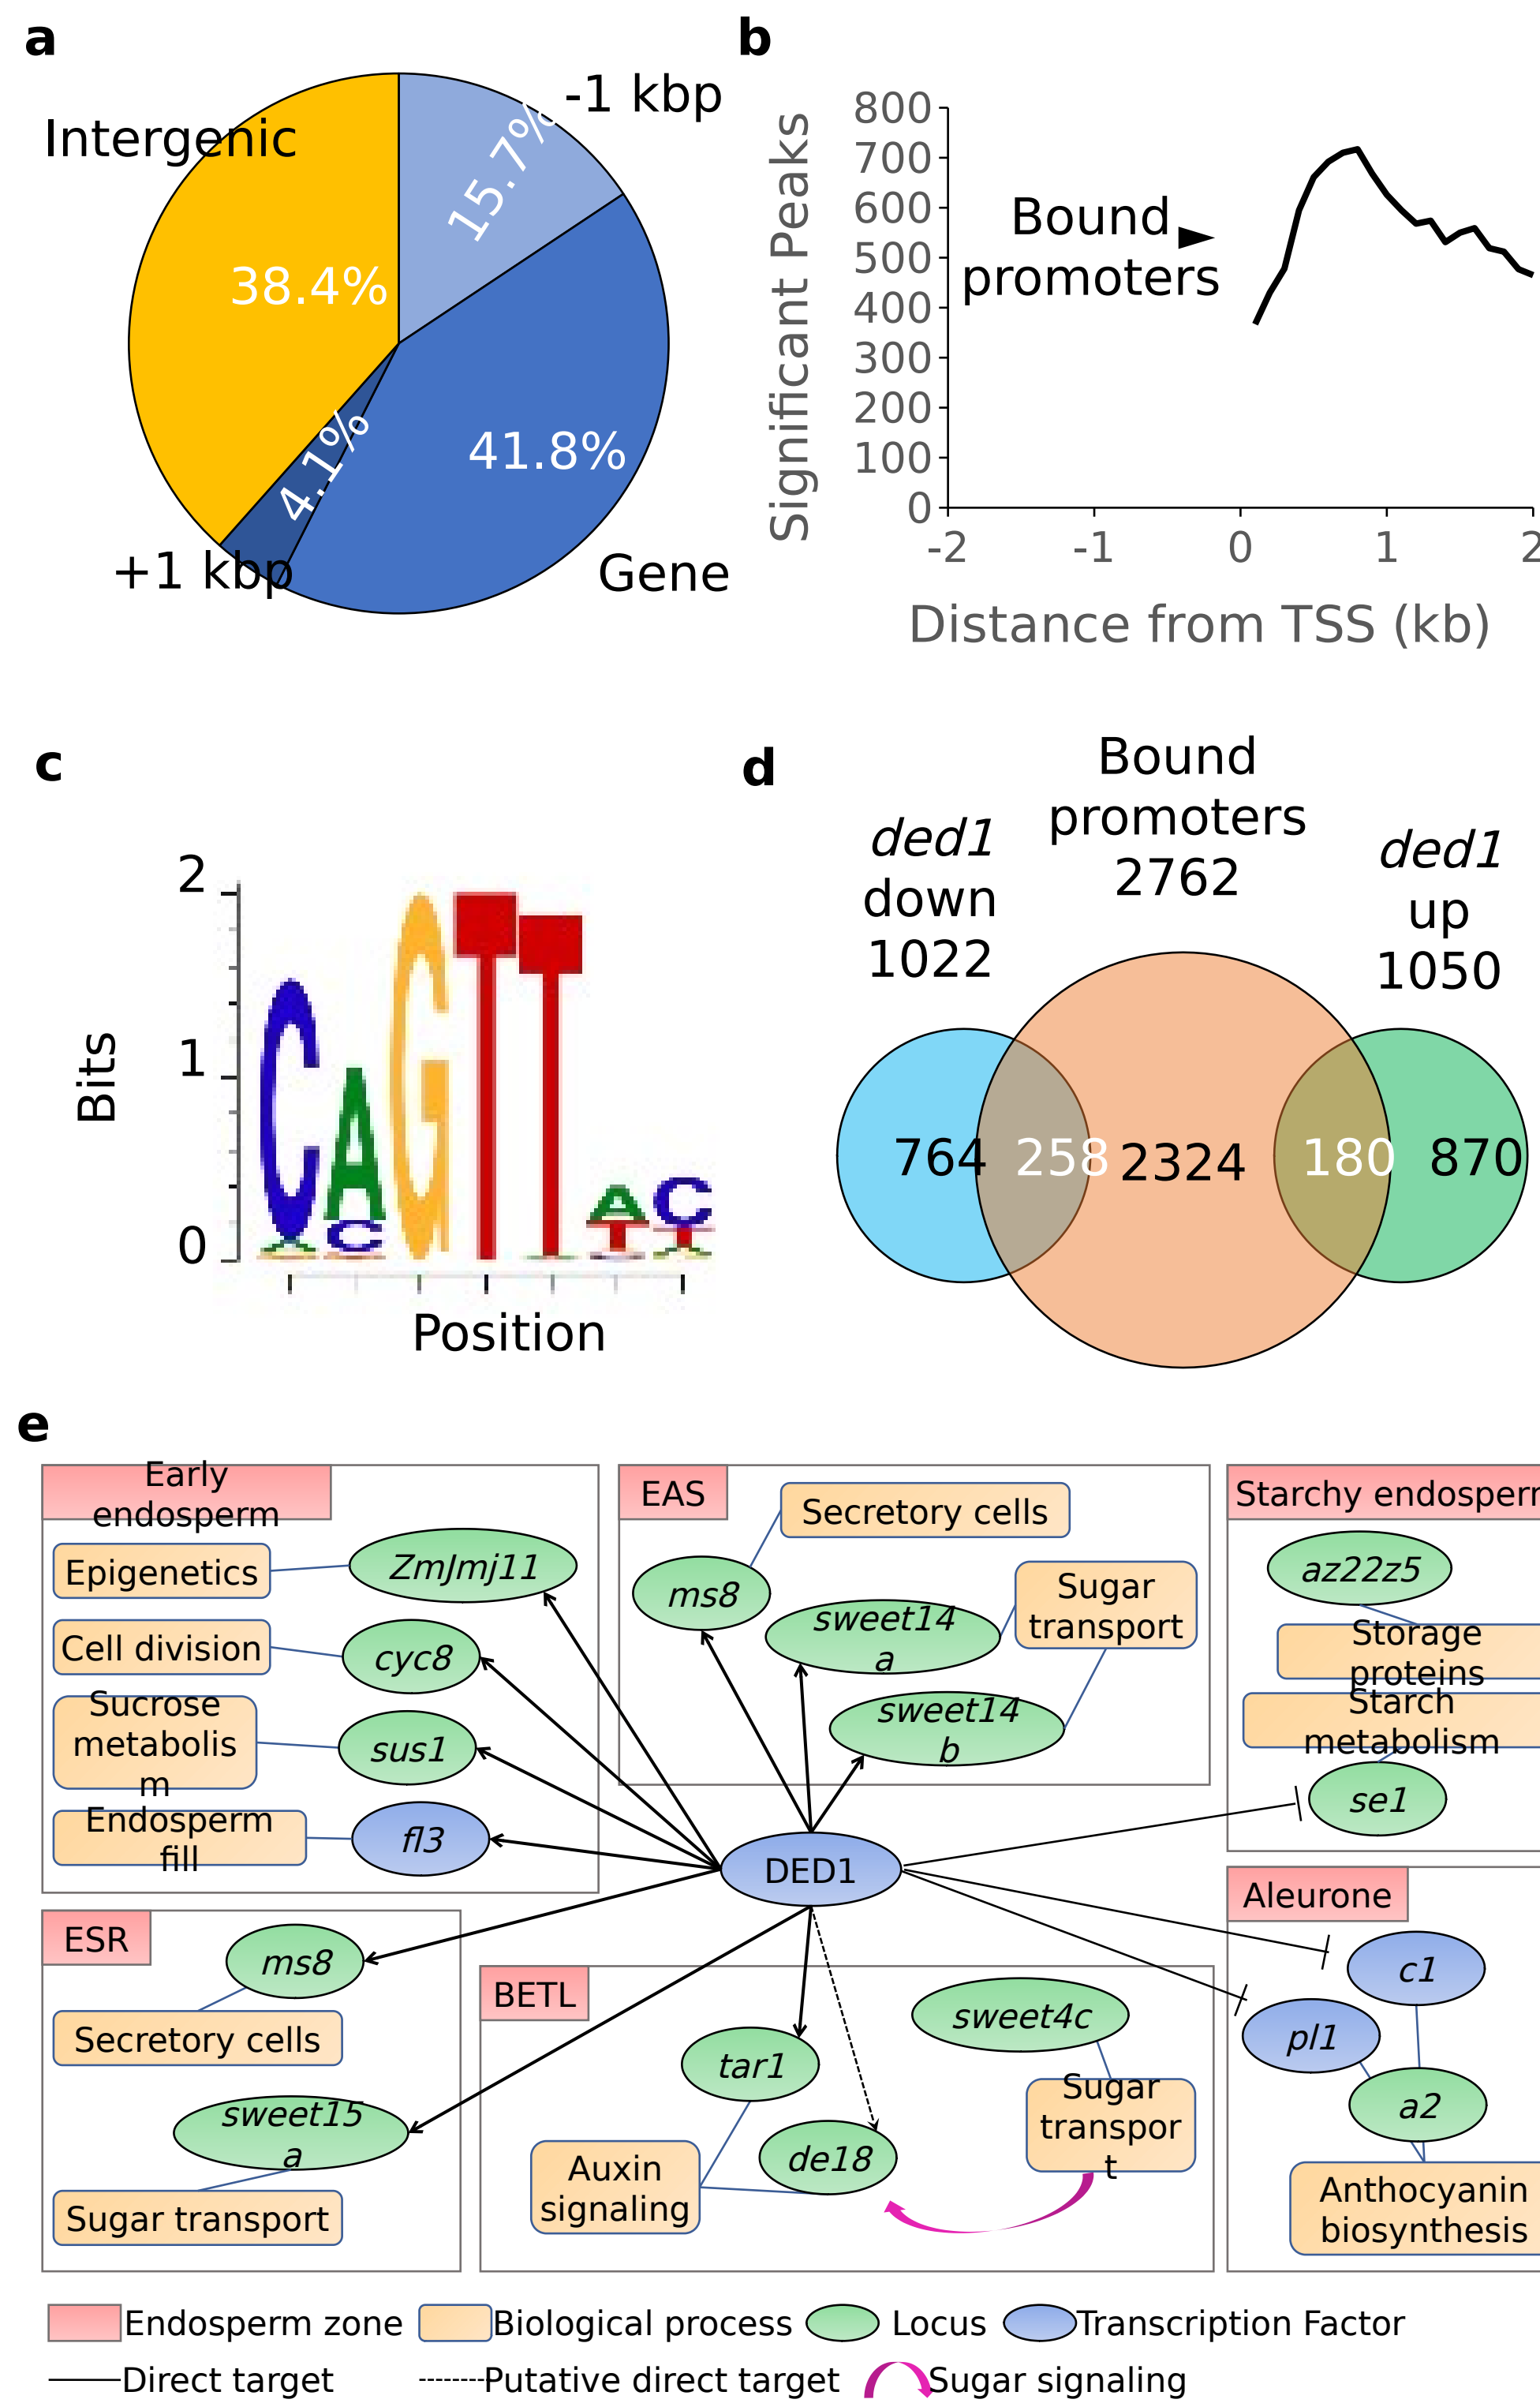 a
Intergenic
-1 kbp
15.7%
38.4%
41.8%
4.1%
+1 kbp
Gene
b
Significant Peaks
800
700
600
500
400
300
200
100
0
Bound
promoters
-2
-1
0
1
2
Distance from TSS (kb)
c
Bits
2
1
0
C
A
G
T
T
A
C
C
T
T
Position
d
Bound
promoters
2762
ded1
down
1022
ded1
up
1050
764
258
2324
180
870
e
Early
endosperm
Epigenetics
ZmJmj11
Cell division
cyc8
Sucrose
metabolis
m
sus1
Endosperm
fill
fl3
EAS
Secretory cells
ms8
sweet14
a
Sugar
transport
sweet14
b
Starchy endosperm
az22z5
Storage
proteins
Starch
metabolism
se1
DED1
ESR
ms8
Secretory cells
sweet15
a
Sugar transport
BETL
sweet4c
tar1
Sugar
transpor
t
de18
Auxin
signaling
Aleurone
c1
pl1
a2
Anthocyanin
biosynthesis
Endosperm zone
Biological process
Locus
Transcription Factor
Direct target
Putative direct target
Sugar signaling